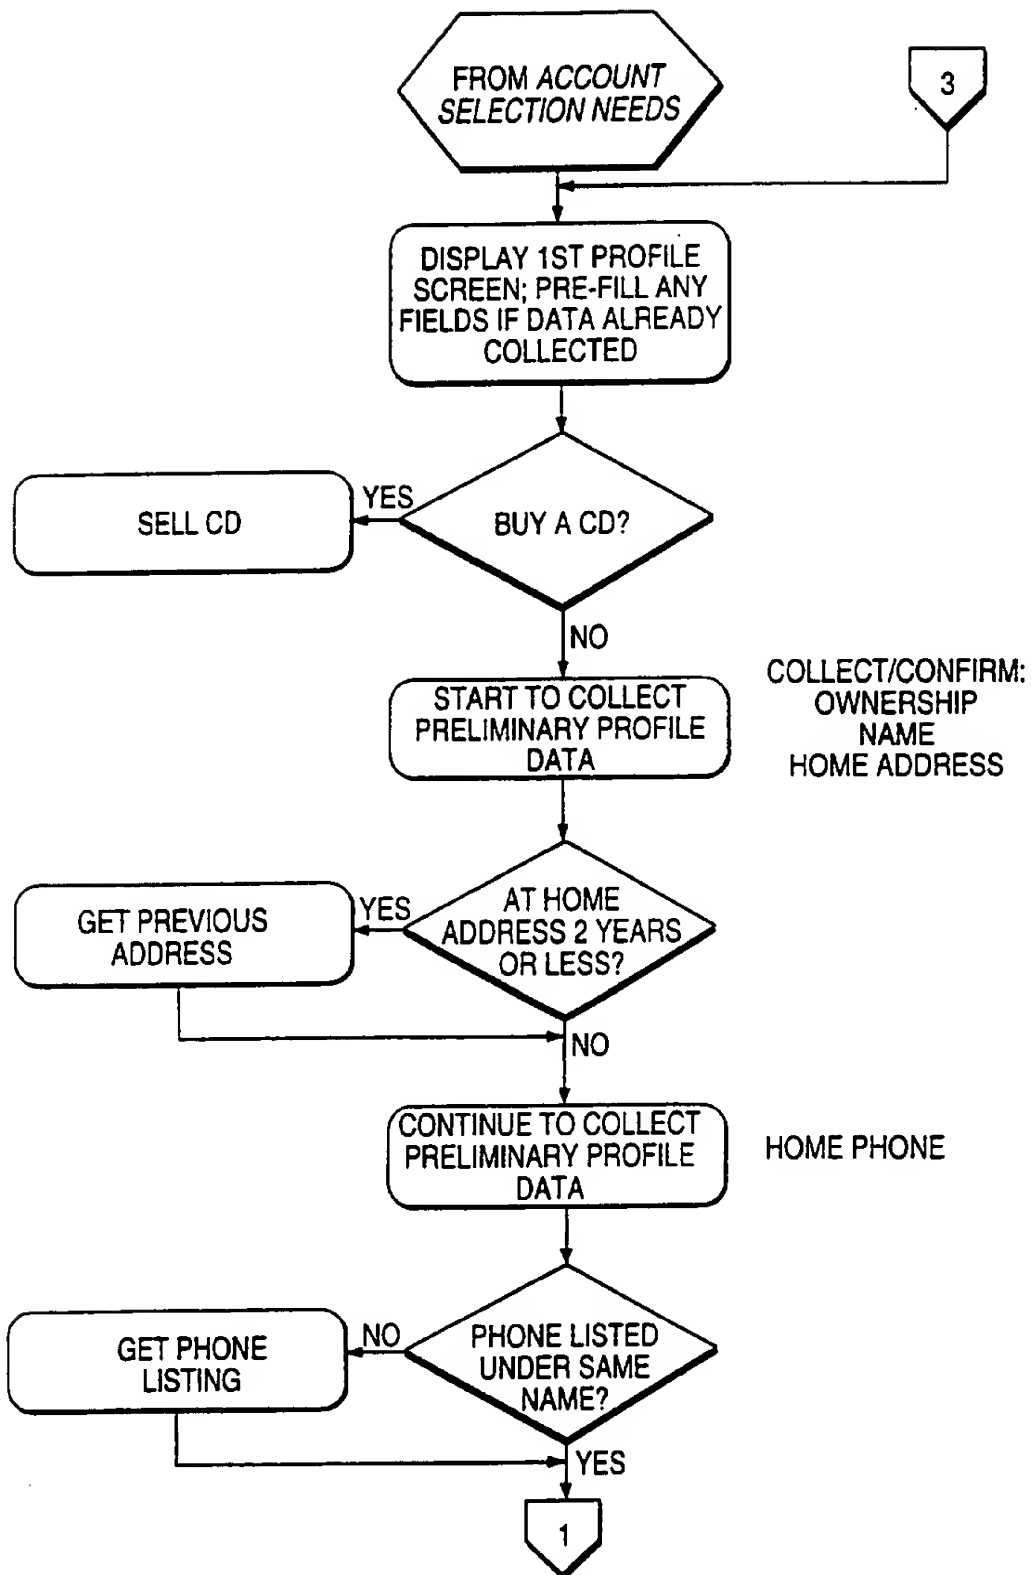 FROM ACCOUNT
SELECTION NEEDS
3
DISPLAY 1ST PROFILE
SCREEN; PRE-FILL ANY
FIELDS IF DATA ALREADY
COLLECTED
YES
SELL CD
BUY A CD?
NO
START TO COLLECT
PRELIMINARY PROFILE
DATA
COLLECT/CONFIRM:
OWNERSHIP
NAME
HOME ADDRESS
YES
GET PREVIOUS
ADDRESS
AT HOME
ADDRESS 2 YEARS
OR LESS?
NO
CONTINUE TO COLLECT
PRELIMINARY PROFILE
DATA
HOME PHONE
NO
GET PHONE
LISTING
PHONE LISTED
UNDER SAME
NAME?
YES
1